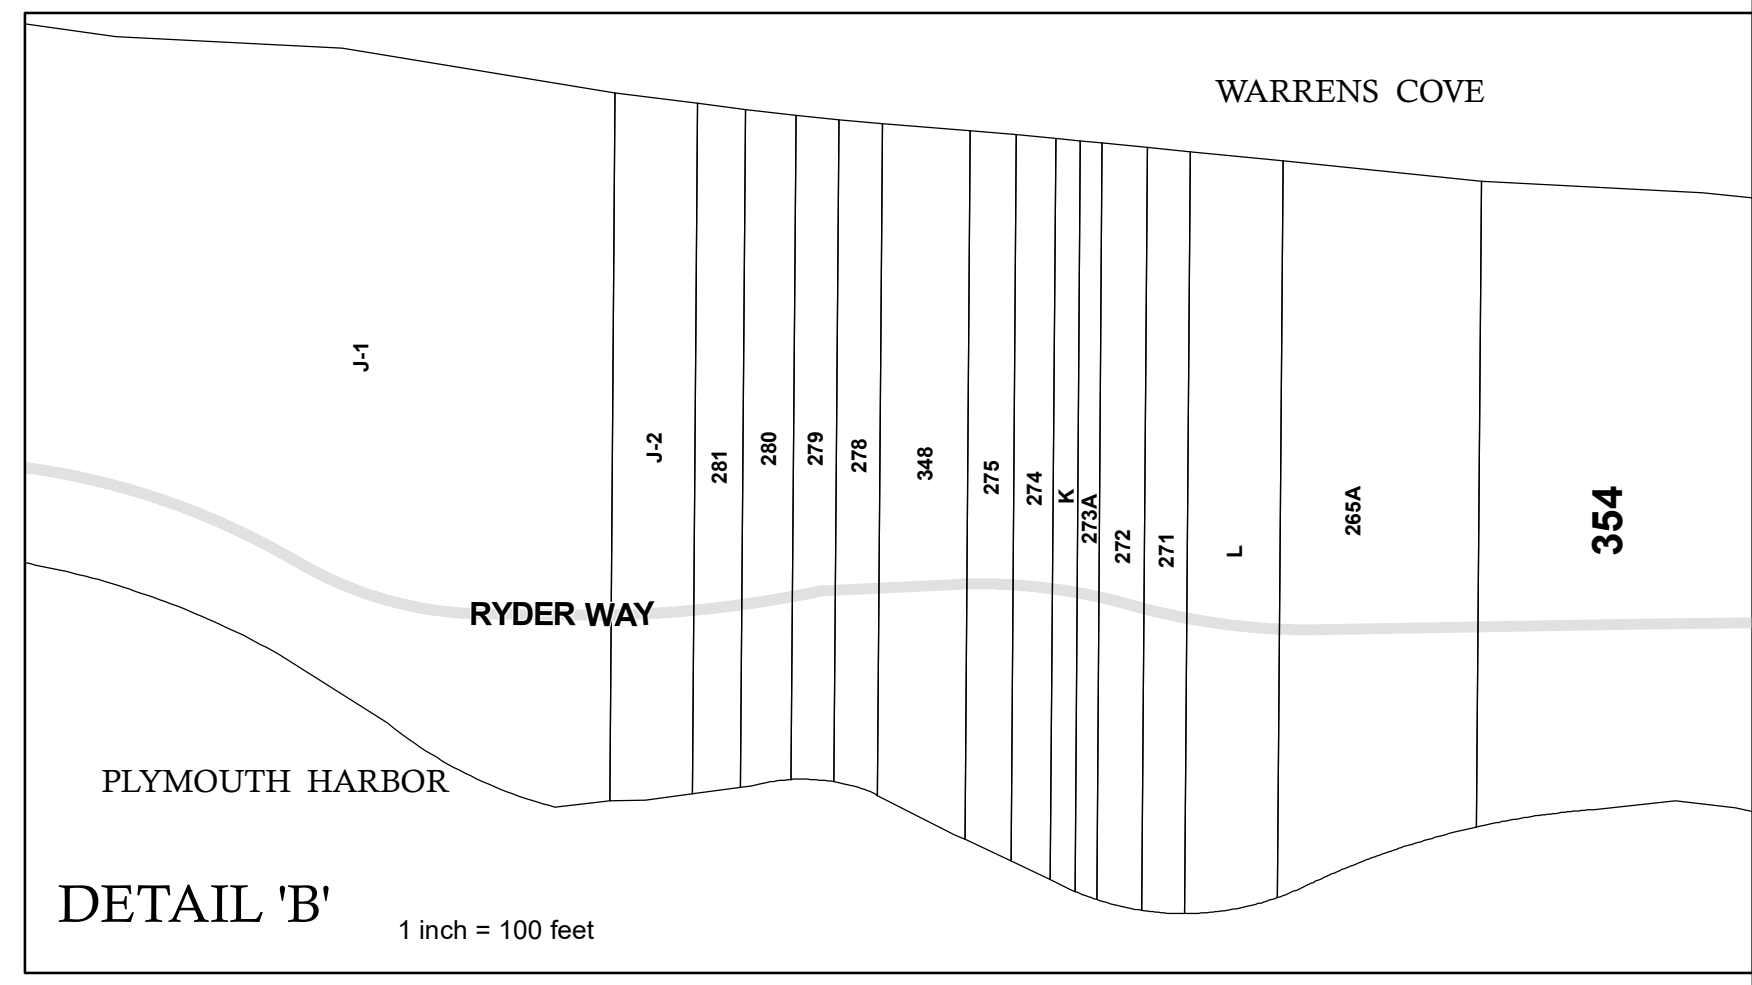 WARRENS COVE
J-1
J-2
281
280
279
278
348
275
274
K
273A
272
271
L
265A
354
RYDER WAY
PLYMOUTH HARBOR
DETAIL 'B'
1 inch = 100 feet